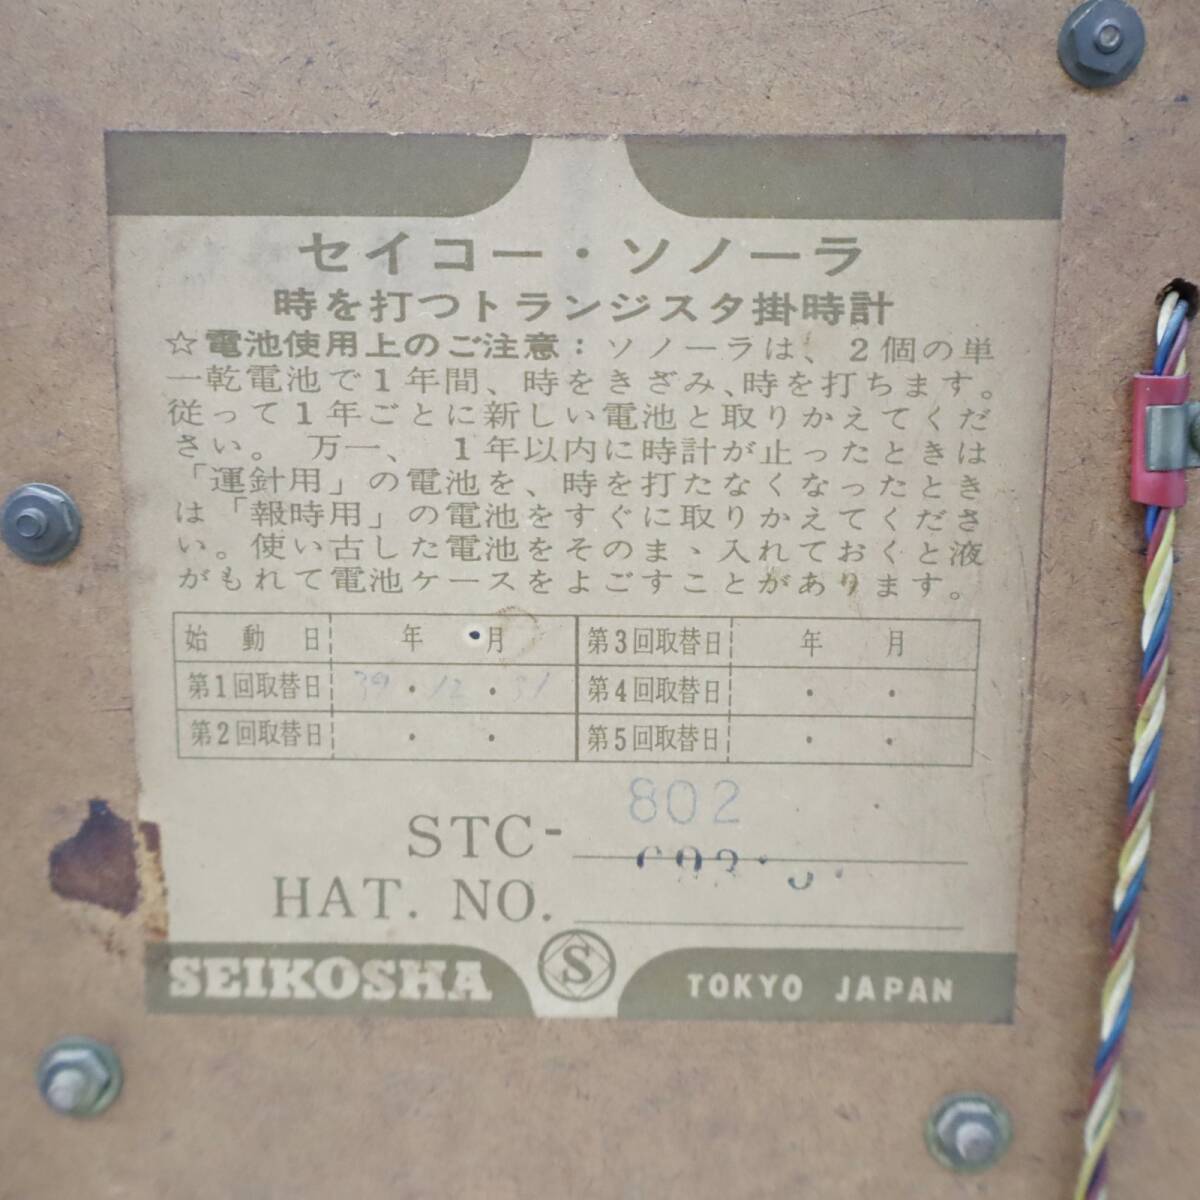 セイコー・ソノーラ
時を打つトランジスタ掛時計
☆電池使用上のご注意：ソノーラは、2個の単
一乾電池で1年間、時をきざみ、時を打ちます。
従って1年ごとに新しい電池と取りかえてくだ
さい。 万一、 1年以内に時計が止ったときは
「運針用」の電池を、時を打たなくなったとき
は「報時用」の電池をすぐに取りかえてくださ
い。使い古した電池をそのまゝ入れておくと液
がもれて電池ケースをよごすことがあります。
始動日 年 ・月 第3回取替日 年 月
第1回取替日 39・12・31 第4回取替日 ・ ・
第2回取替日 ・ ・ 第5回取替日 ・ ・
STC- 802
HAT. NO.
SEIKOSHA S TOKYO JAPAN